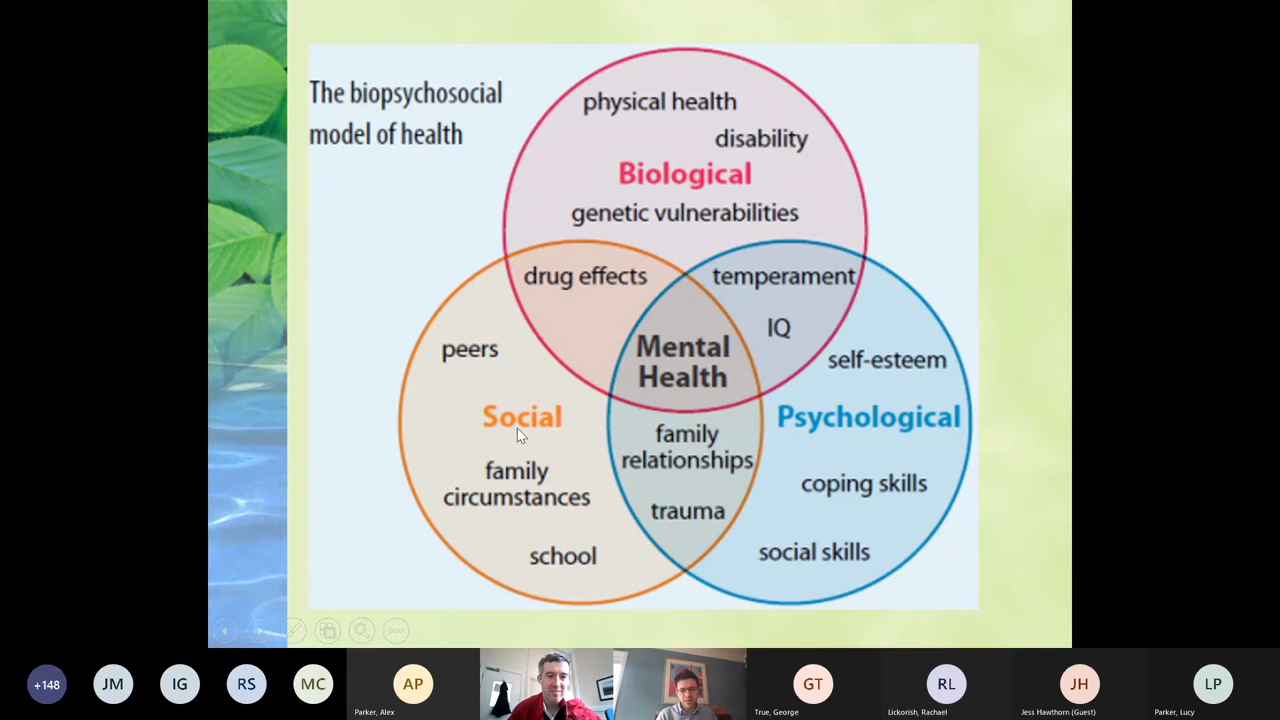 The biopsychosocial
model of health
physical health
disability
Biological
genetic vulnerabilities
drug effects
temperament
IQ
peers
Mental
Health
self-esteem
Social
Psychological
family
relationships
family
circumstances
coping skills
trauma
school
social skills
+148
JM
IG
RS
MC
AP
Parker, Alex
GT
True, George
RL
Lickorish, Rachael
JH
Jess Hawthorn (Guest)
LP
Parker, Lucy